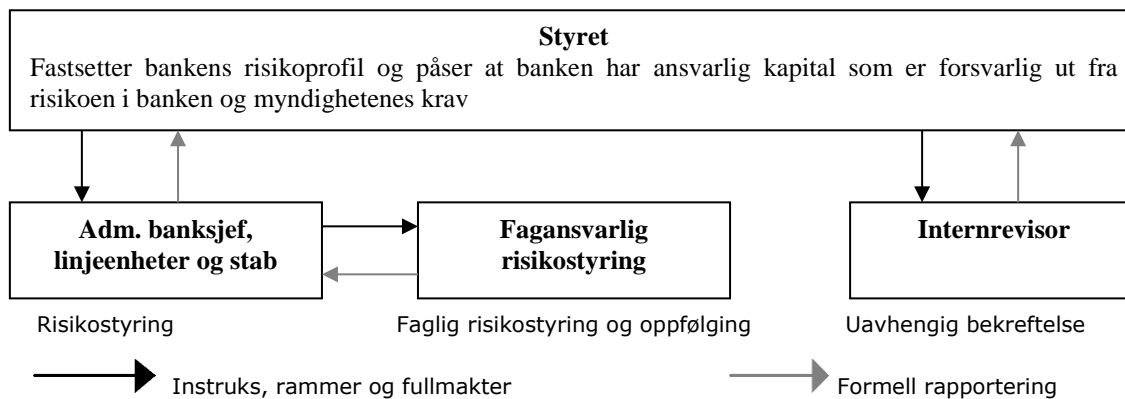 Styret
Fastsetter bankens risikoprofil og påser at banken har ansvarlig kapital som er forsvarlig ut fra
risikoen i banken og myndighetenes krav
Adm. banksjef,
linjeenheter og stab
Fagansvarlig
risikostyring
Internrevisor
Risikostyring
Faglig risikostyring og oppfølging
Uavhengig bekreftelse
Instruks, rammer og fullmakter
Formell rapportering